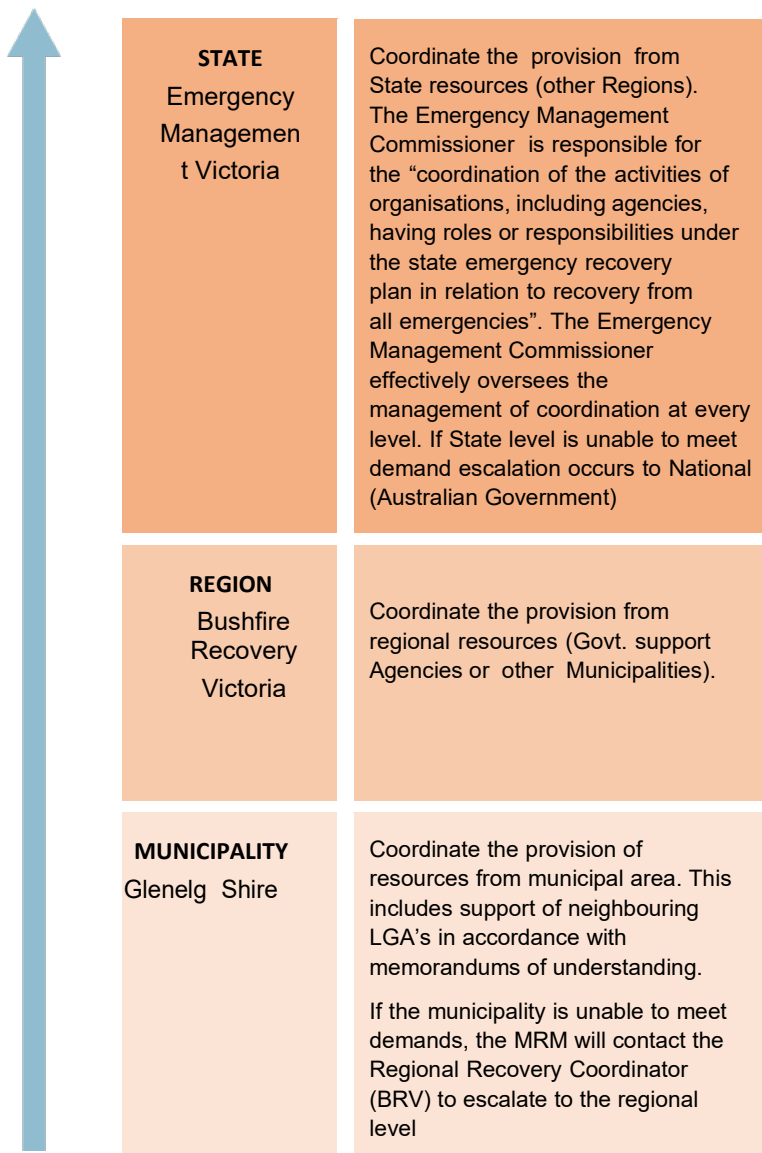 STATE
Emergency
Managemen
t Victoria
Coordinate the provision from
State resources (other Regions).
The Emergency Management
Commissioner is responsible for
the “coordination of the activities of
organisations, including agencies,
having roles or responsibilities under
the state emergency recovery
plan in relation to recovery from
all emergencies”. The Emergency
Management Commissioner
effectively oversees the
management of coordination at every
level. If State level is unable to meet
demand escalation occurs to National
(Australian Government)
REGION
Bushfire
Recovery
Victoria
Coordinate the provision from
regional resources (Govt. support
Agencies or other Municipalities).
MUNICIPALITY
Glenelg Shire
Coordinate the provision of
resources from municipal area. This
includes support of neighbouring
LGA’s in accordance with
memorandums of understanding.
If the municipality is unable to meet
demands, the MRM will contact the
Regional Recovery Coordinator
(BRV) to escalate to the regional
level